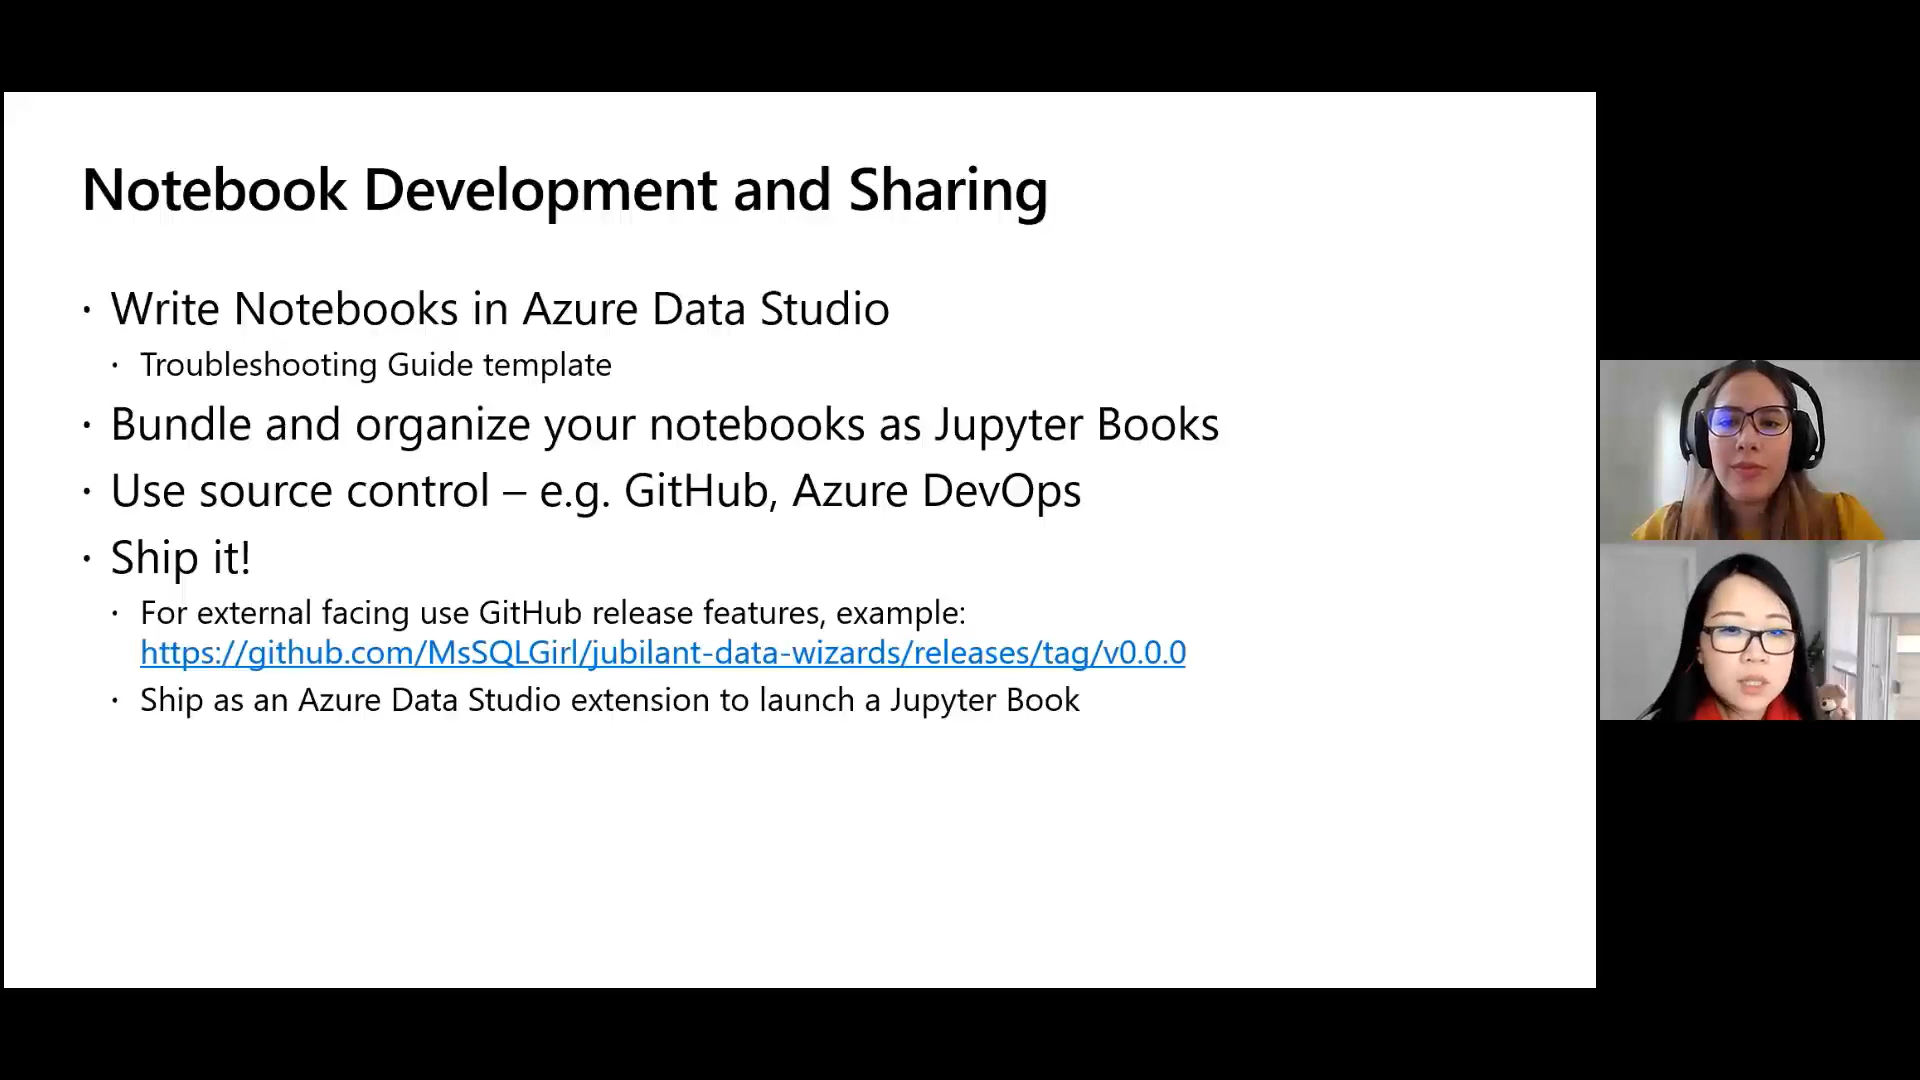 Notebook Development and Sharing
· Write Notebooks in Azure Data Studio
· Troubleshooting Guide template
· Bundle and organize your notebooks as Jupyter Books
· Use source control – e.g. GitHub, Azure DevOps
· Ship it!
· For external facing use GitHub release features, example:
https://github.com/MsSQLGirl/jubilant-data-wizards/releases/tag/v0.0.0
· Ship as an Azure Data Studio extension to launch a Jupyter Book